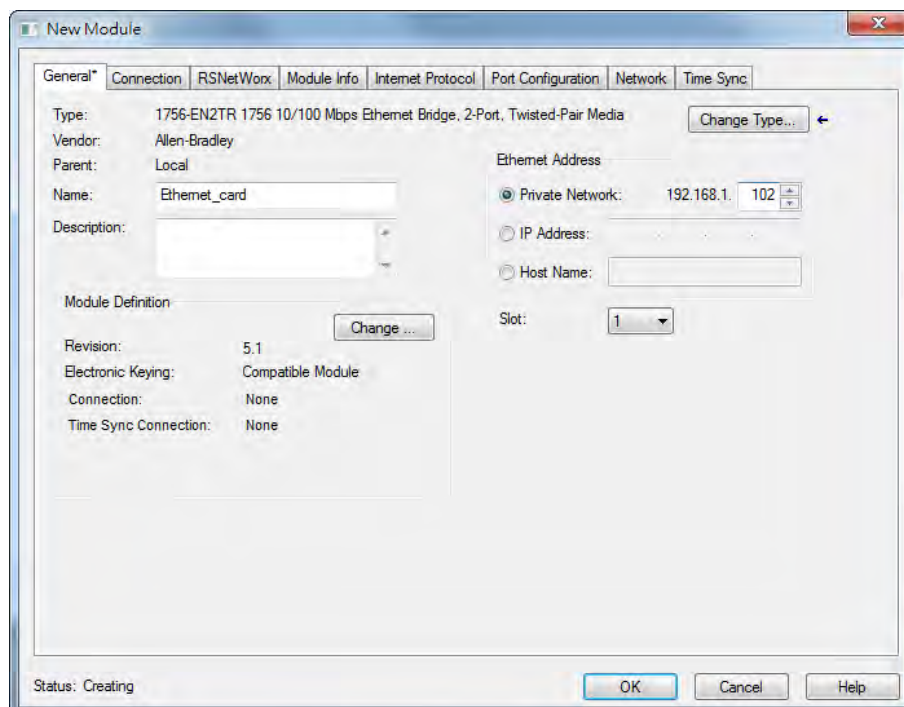 New Module
General* Connection RSNetWorx Module Info Internet Protocol Port Configuration Network Time Sync
Type: 1756-EN2TR 1756 10/100 Mbps Ethernet Bridge, 2-Port, Twisted-Pair Media
Change Type...
Vendor: Allen-Bradley
Parent: Local
Name: Ethernet_card
Description:
Ethernet Address
Private Network: 192.168.1. 102
IP Address: . . .
Host Name:
Slot: 1
Module Definition
Change ...
Revision: 5.1
Electronic Keying: Compatible Module
Connection: None
Time Sync Connection: None
Status: Creating
OK Cancel Help